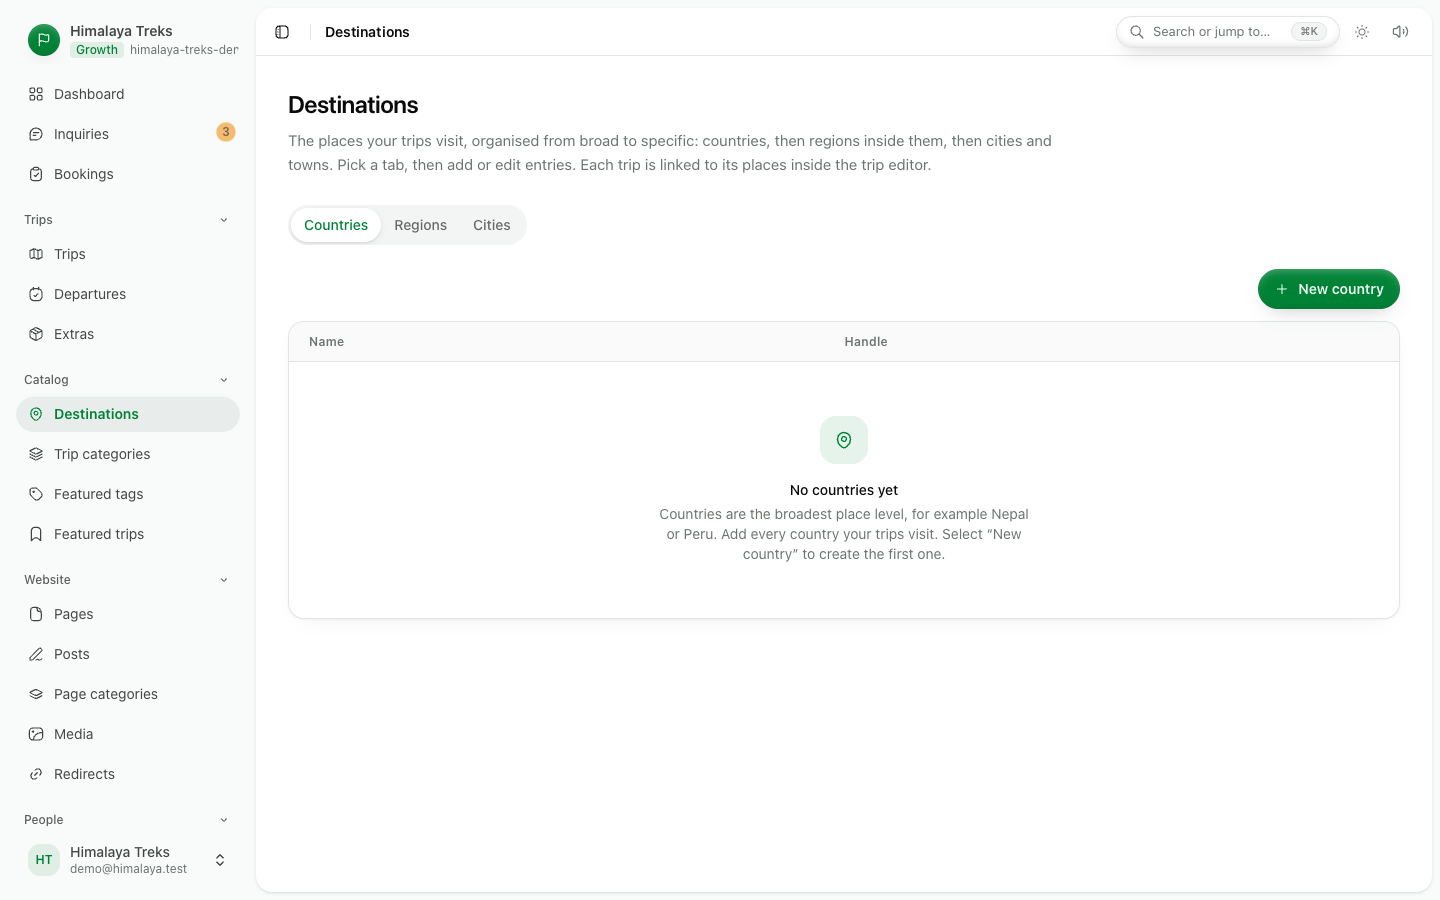 Himalaya Treks
Growth himalaya-treks-der
Dashboard
Inquiries 3
Bookings
Trips
Trips
Departures
Extras
Catalog
Destinations
Trip categories
Featured tags
Featured trips
Website
Pages
Posts
Page categories
Media
Redirects
People
HT
Himalaya Treks
demo@himalaya.test
Destinations
Search or jump to... ⌘K
Destinations
The places your trips visit, organised from broad to specific: countries, then regions inside them, then cities and
towns. Pick a tab, then add or edit entries. Each trip is linked to its places inside the trip editor.
Countries Regions Cities
New country
Name Handle
No countries yet
Countries are the broadest place level, for example Nepal
or Peru. Add every country your trips visit. Select “New
country” to create the first one.